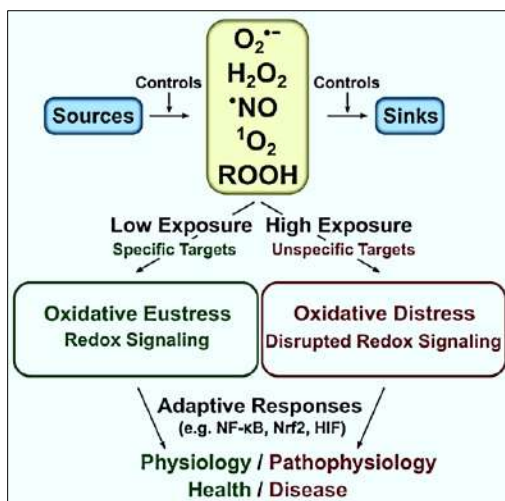 O₂•⁻
Controls H₂O₂ Controls
Sources •NO Sinks
¹O₂
ROOH
Low Exposure High Exposure
Specific Targets Unspecific Targets
Oxidative Eustress Oxidative Distress
Redox Signaling Disrupted Redox Signaling
Adaptive Responses
(e.g. NF-κB, Nrf2, HIF)
Physiology / Pathophysiology
Health / Disease